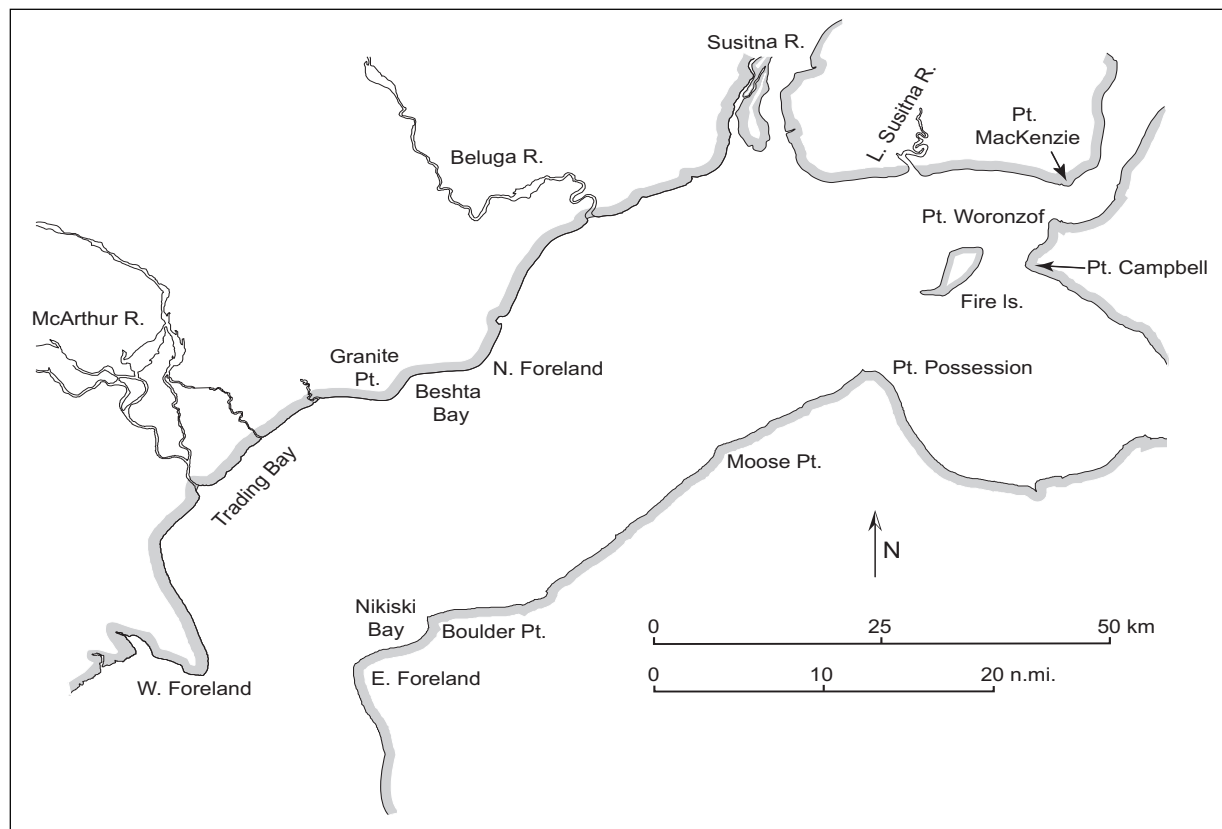 Susitna R.
L. Susitna R.
Pt.
MacKenzie
Beluga R.
Pt. Woronzof
Pt. Campbell
Fire Is.
McArthur R.
Granite
Pt.
N. Foreland
Beshta
Bay
Pt. Possession
Moose Pt.
Trading Bay
N
Nikiski
Bay
Boulder Pt.
0 25 50 km
E. Foreland
W. Foreland
0 10 20 n.mi.